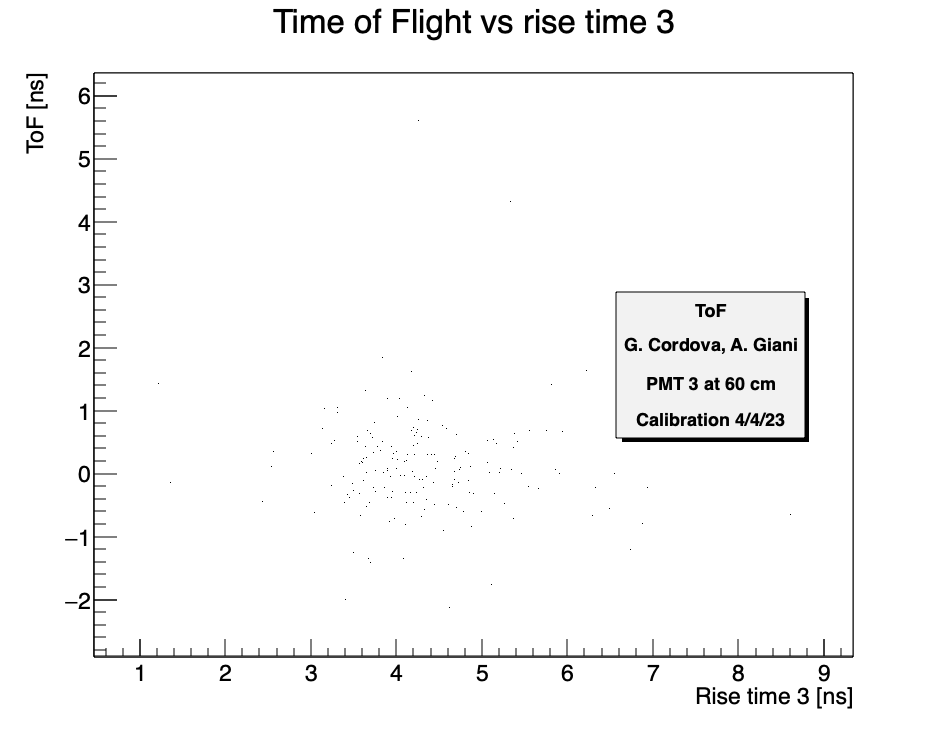 Time of Flight vs rise time 3
ToF [ns]
6
5
4
3
2
1
0
−1
−2
ToF
G. Cordova, A. Giani
PMT 3 at 60 cm
Calibration 4/4/23
1 2 3 4 5 6 7 8 9
Rise time 3 [ns]